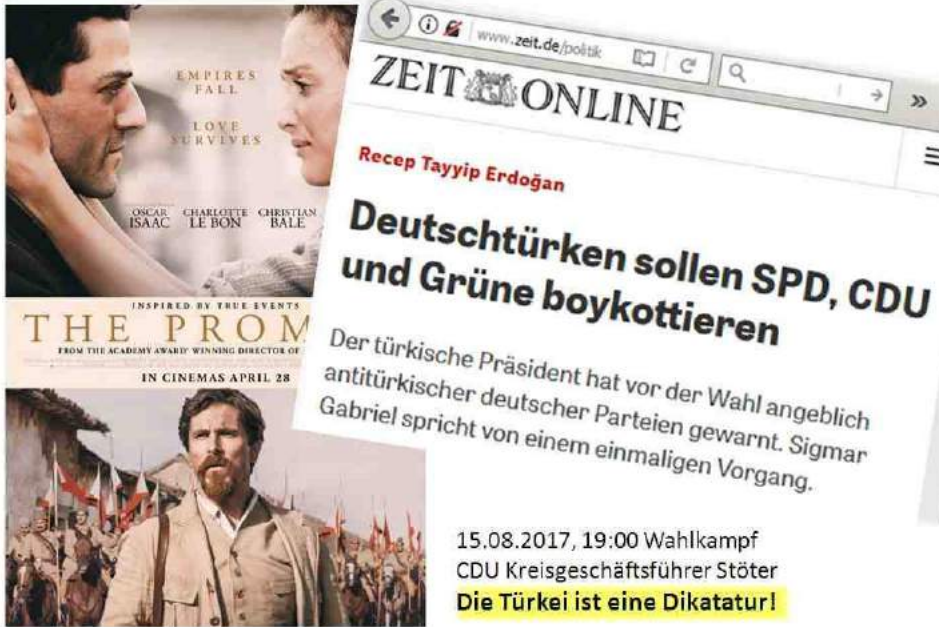 EMPIRES
FALL
LOVE
SURVIVES
OSCAR ISAAC CHARLOTTE LE BON CHRISTIAN BALE
INSPIRED BY TRUE EVENTS
THE PROM
FROM THE ACADEMY AWARD® WINNING DIRECTOR OF
IN CINEMAS APRIL 28
www.zeit.de/politik
ZEIT ONLINE
Recep Tayyip Erdoğan
Deutschtürken sollen SPD, CDU
und Grüne boykottieren
Der türkische Präsident hat vor der Wahl angeblich
antitürkischer deutscher Parteien gewarnt. Sigmar
Gabriel spricht von einem einmaligen Vorgang.
15.08.2017, 19:00 Wahlkampf
CDU Kreisgeschäftsführer Stöter
Die Türkei ist eine Dikatatur!